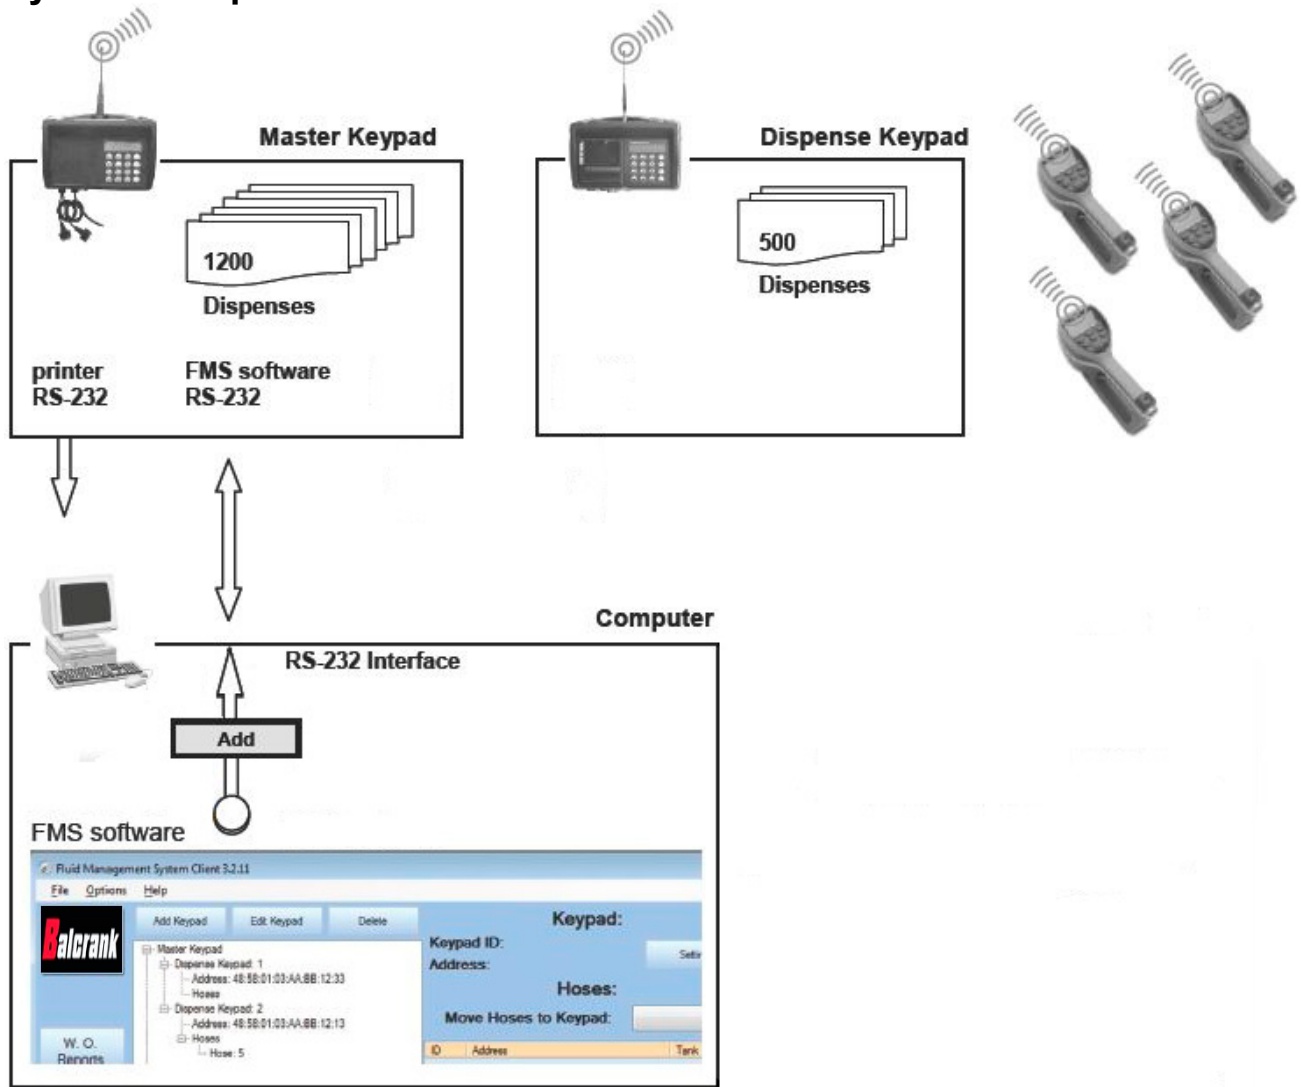 Master Keypad
1200
Dispenses
printer
RS-232
FMS software
RS-232
Dispense Keypad
500
Dispenses
Computer
RS-232 Interface
Add
FMS software
Fluid Management System Client 3.2.11
File Options Help
Balcrank
Add Keypad Edit Keypad Delete
Master Keypad
Dispense Keypad: 1
Address: 48:58:01:03:AA:BB:12:33
Hoses
Dispense Keypad: 2
Address: 48:58:01:03:AA:BB:12:13
Hoses
Hose: 5
W. O.
Reports
Keypad:
Keypad ID:
Address:
Hoses:
Move Hoses to Keypad:
ID Address Tank